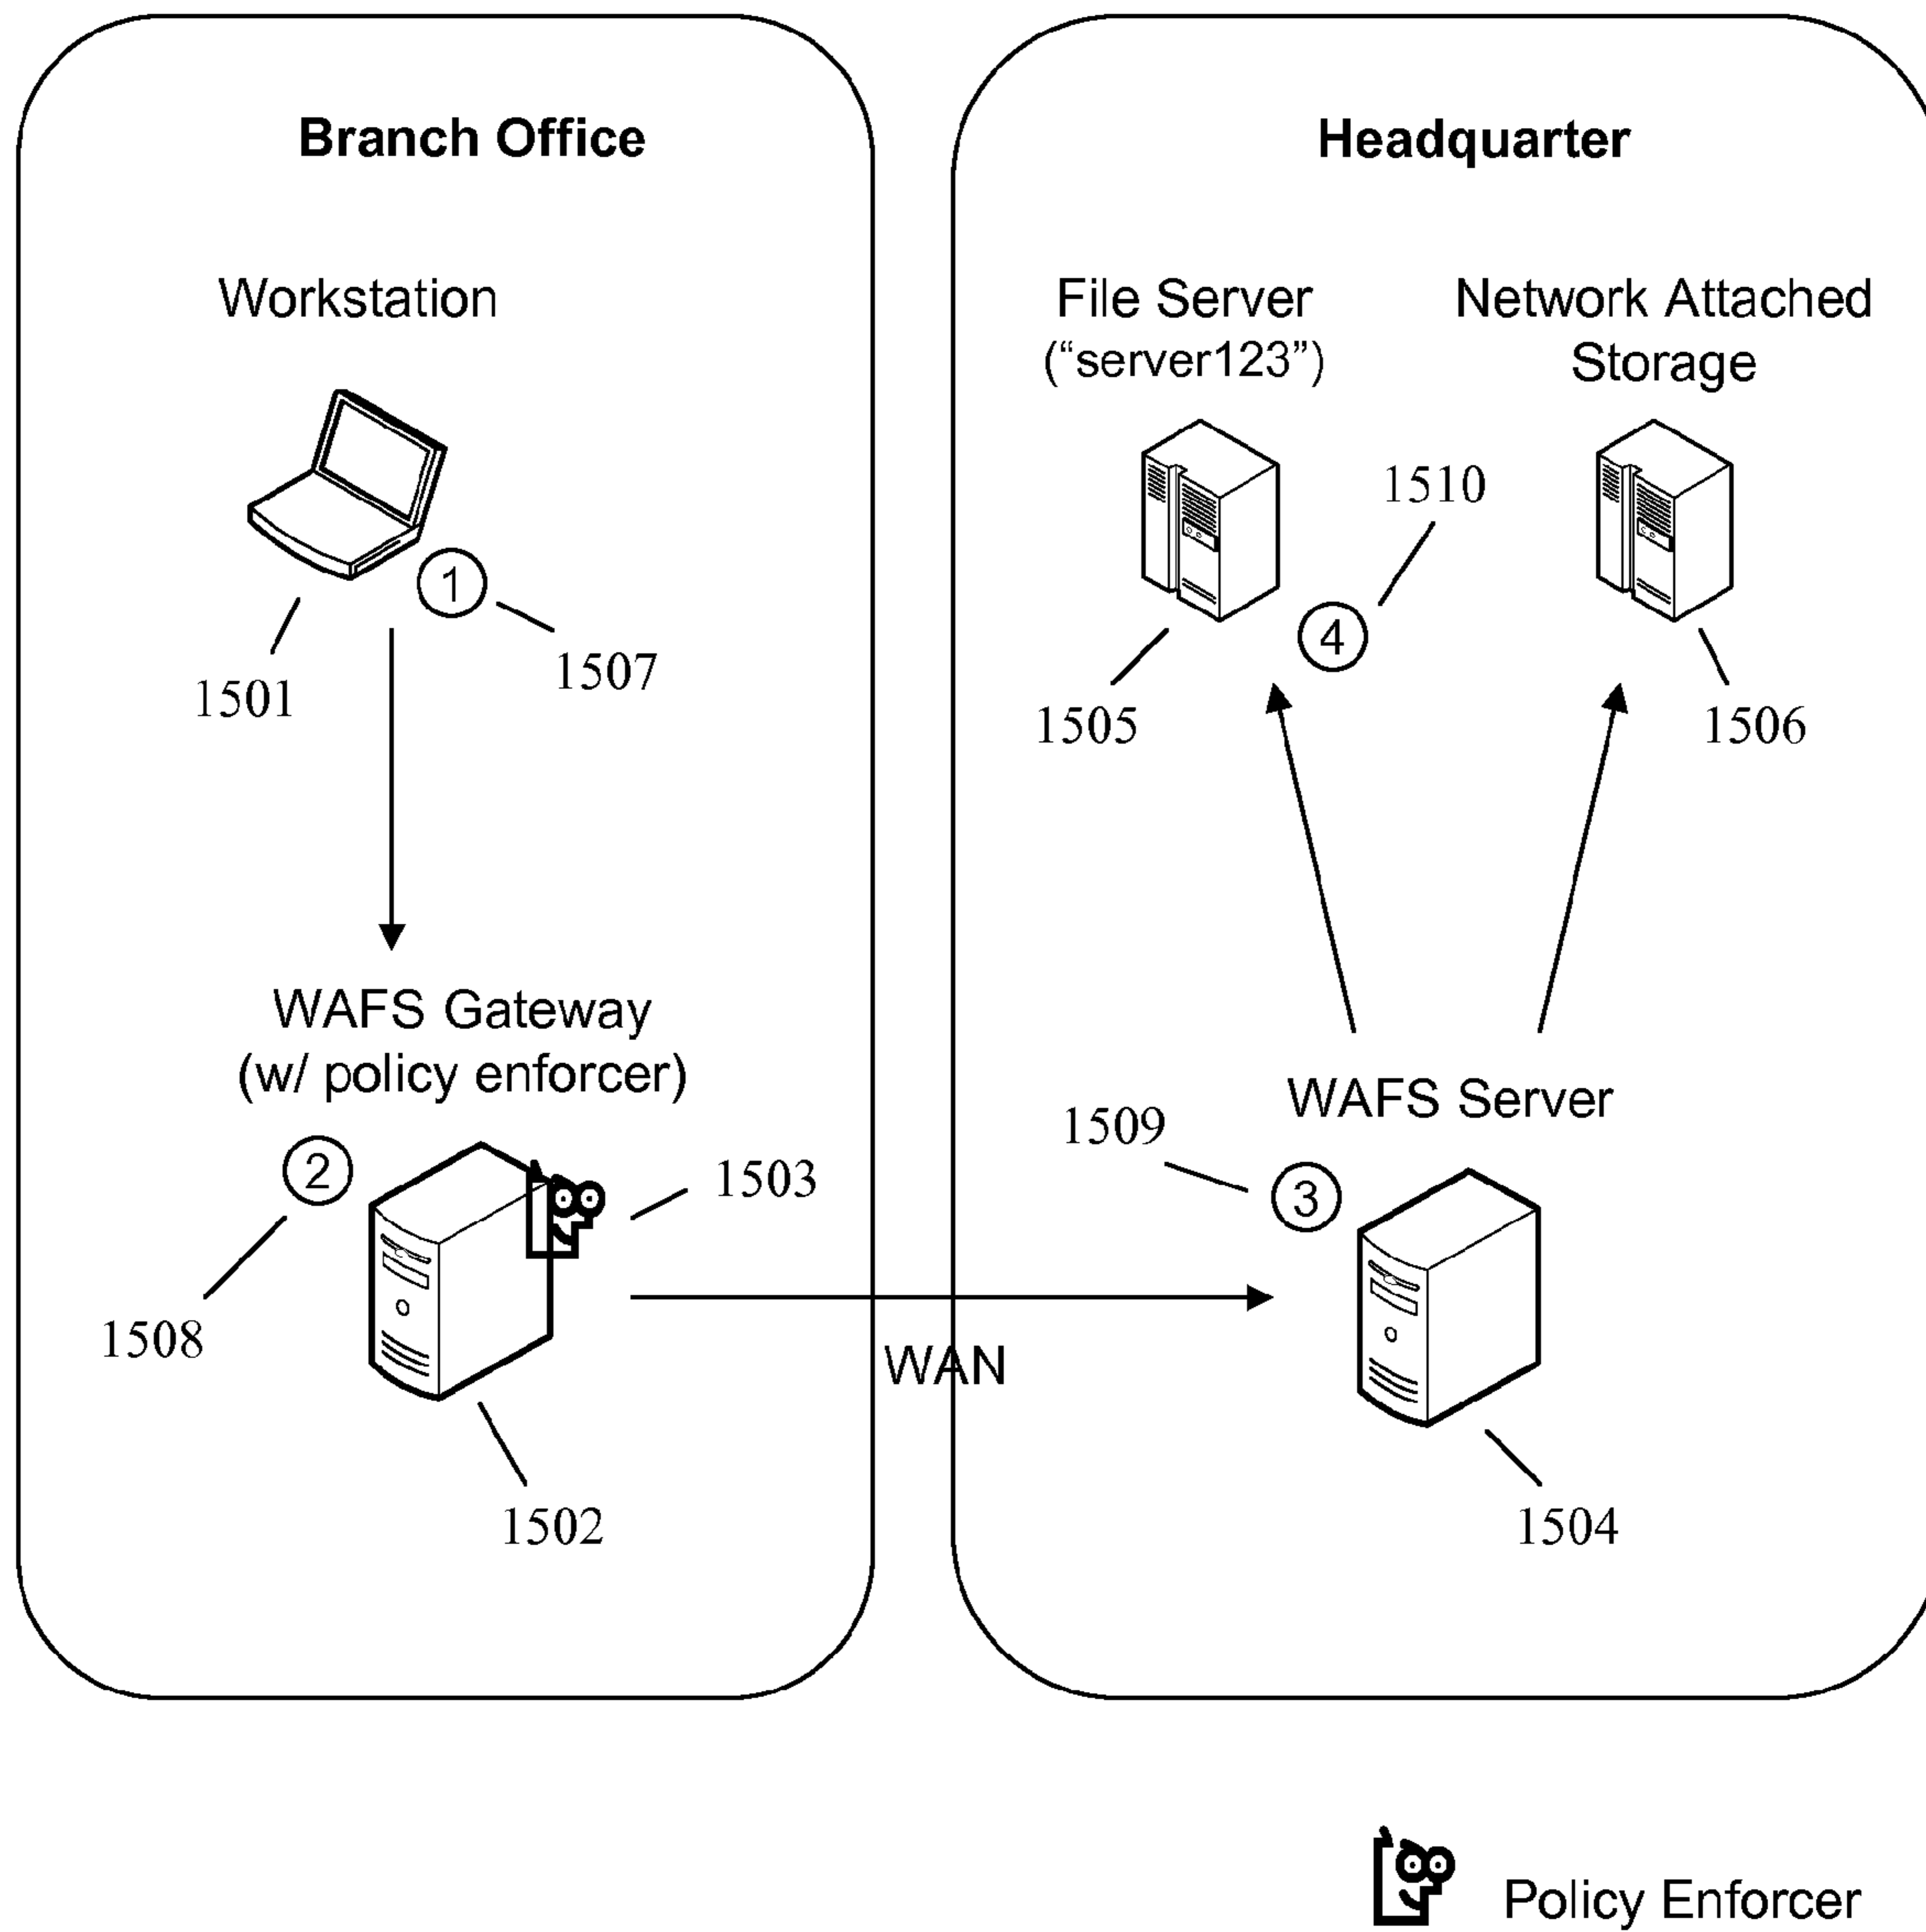 Branch Office
Workstation
1
1501
1507
WAFS Gateway
(w/ policy enforcer)
2
1503
1508
1502
WAN
Headquarter
File Server
("server123")
Network Attached
Storage
1510
4
1505
1506
WAFS Server
1509
3
1504
Policy Enforcer